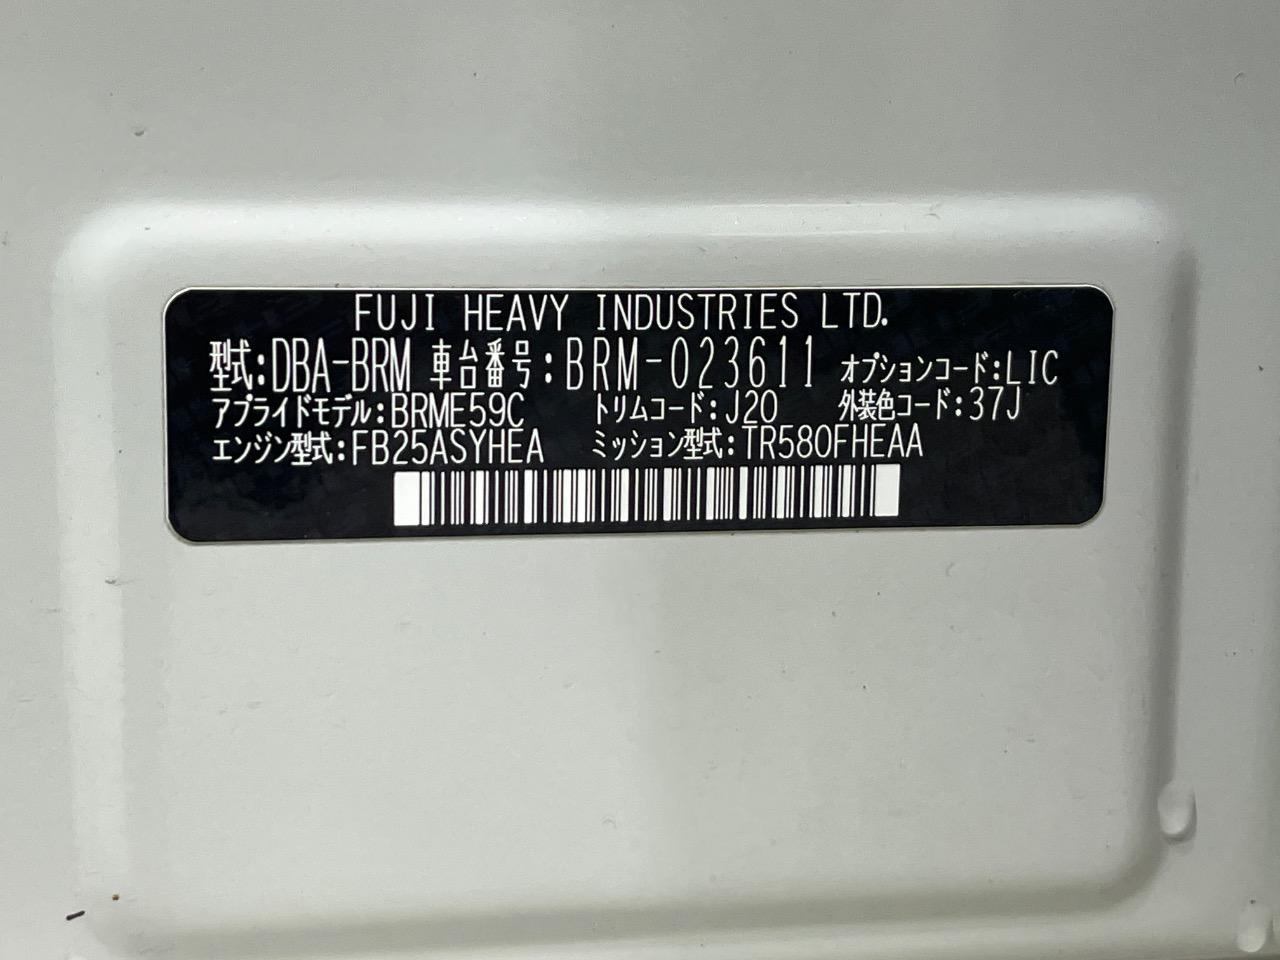 FUJI HEAVY INDUSTRIES LTD.
型式:DBA-BRM 車台番号:BRM-023611 オプションコード:LIC
アプライドモデル:BRME59C トリムコード:J20 外装色コード:37J
エンジン型式:FB25ASYHEA ミッション型式:TR580FHEAA